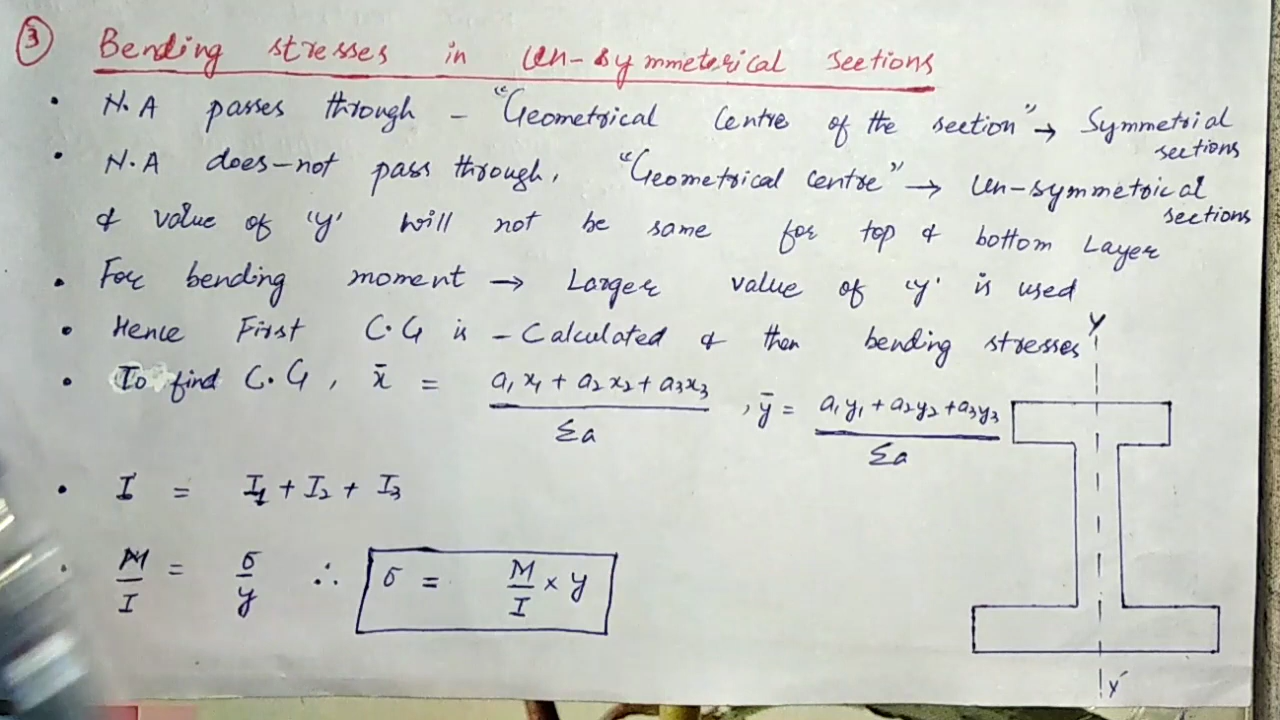 ③ Bending stresses in Un-symmeterical sections
• N.A passes through – "Geometrical Centre of the section" → Symmetrial sections
• N.A does-not pass through, "Geometrical centre" → Un-symmetrical sections
& value of 'y' will not be same for top & bottom Layer
• For bending moment → Larger value of 'y' is used
• Hence First C.G is – Calculated & then bending stresses
• To find C.G, x̄ = (a₁x₁ + a₂x₂ + a₃x₃) / Σa , ȳ = (a₁y₁ + a₂y₂ + a₃y₃) / Σa
• I = I₁ + I₂ + I₃
• M/I = σ/y ∴ σ = M/I × y
Y
Y